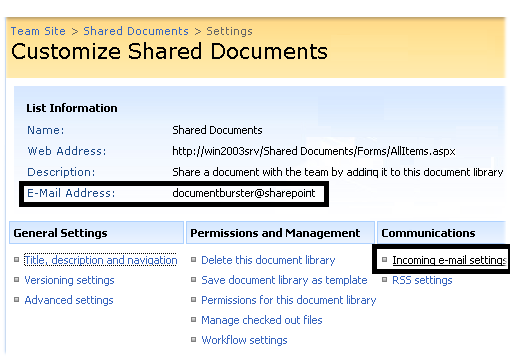 Team Site > Shared Documents > Settings
Customize Shared Documents
List Information
Name: Shared Documents
Web Address: http://win2003srv/Shared Documents/Forms/AllItems.aspx
Description: Share a document with the team by adding it to this document library
E-Mail Address: documentburster@sharepoint
General Settings
Title, description and navigation
Versioning settings
Advanced settings
Permissions and Management
Delete this document library
Save document library as template
Permissions for this document library
Manage checked out files
Workflow settings
Communications
Incoming e-mail settings
RSS settings